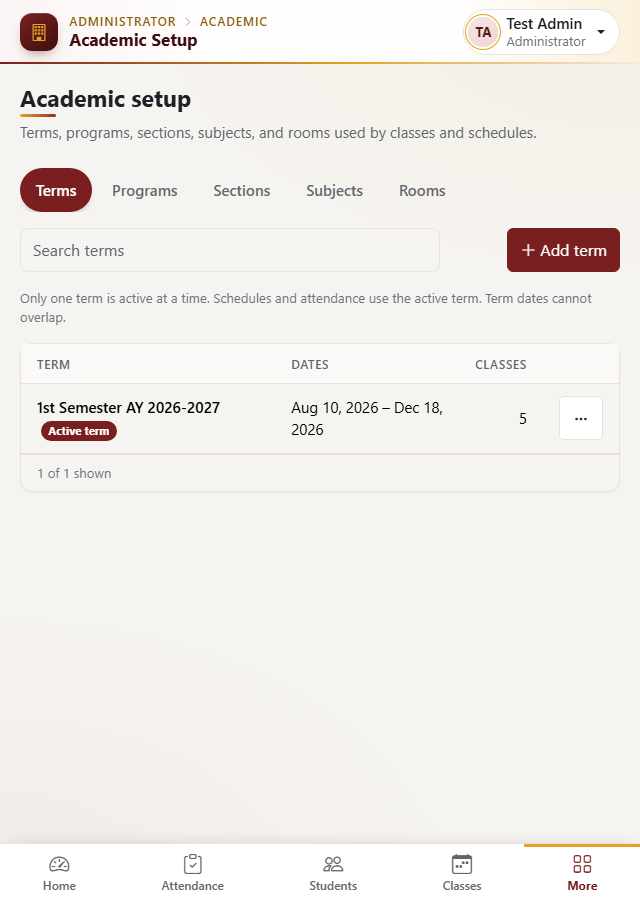 ADMINISTRATOR > ACADEMIC
Academic Setup
TA
Test Admin
Administrator
Academic setup
Terms, programs, sections, subjects, and rooms used by classes and schedules.
Terms Programs Sections Subjects Rooms
Search terms
+ Add term
Only one term is active at a time. Schedules and attendance use the active term. Term dates cannot
overlap.
TERM DATES CLASSES
1st Semester AY 2026-2027
Active term
Aug 10, 2026 – Dec 18,
2026
5
...
1 of 1 shown
Home Attendance Students Classes More